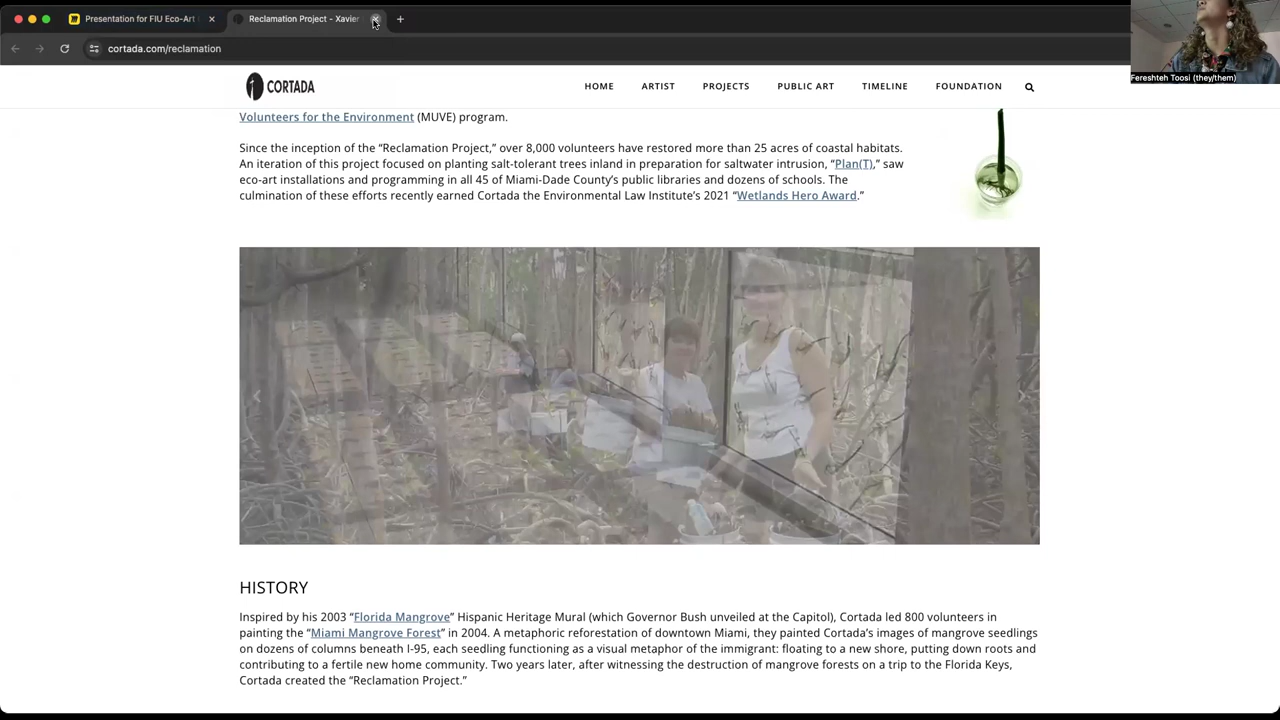 Presentation for FIU Eco-Art
Reclamation Project - Xavier
cortada.com/reclamation
Fereshteh Toosi (they/them)
CORTADA
HOME ARTIST PROJECTS PUBLIC ART TIMELINE FOUNDATION
Volunteers for the Environment (MUVE) program.
Since the inception of the “Reclamation Project,” over 8,000 volunteers have restored more than 25 acres of coastal habitats.
An iteration of this project focused on planting salt-tolerant trees inland in preparation for saltwater intrusion, “Plan(T),” saw
eco-art installations and programming in all 45 of Miami-Dade County’s public libraries and dozens of schools. The
culmination of these efforts recently earned Cortada the Environmental Law Institute’s 2021 “Wetlands Hero Award.”
HISTORY
Inspired by his 2003 “Florida Mangrove” Hispanic Heritage Mural (which Governor Bush unveiled at the Capitol), Cortada led 800 volunteers in
painting the “Miami Mangrove Forest” in 2004. A metaphoric reforestation of downtown Miami, they painted Cortada’s images of mangrove seedlings
on dozens of columns beneath I-95, each seedling functioning as a visual metaphor of the immigrant: floating to a new shore, putting down roots and
contributing to a fertile new home community. Two years later, after witnessing the destruction of mangrove forests on a trip to the Florida Keys,
Cortada created the “Reclamation Project.”